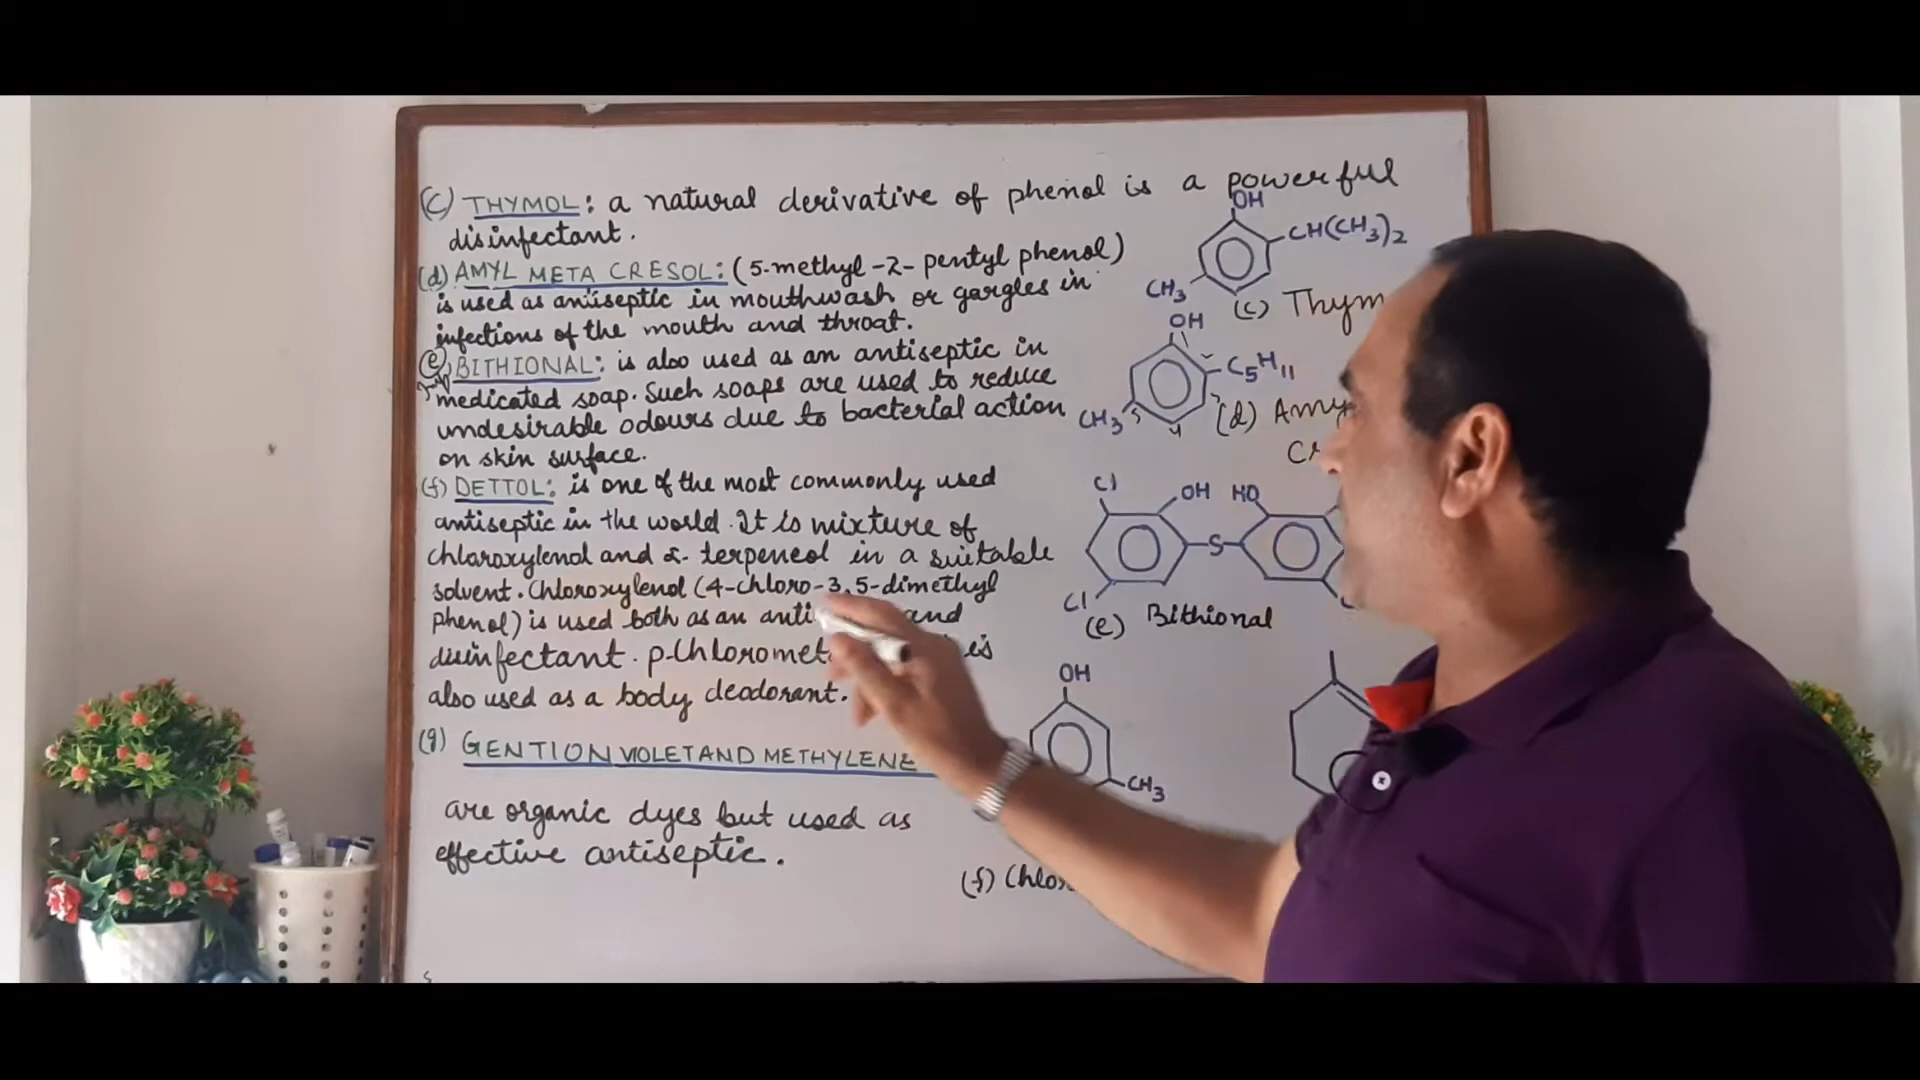 (C) THYMOL: a natural derivative of phenol is a powerful
disinfectant.
(d) AMYL META CRESOL: (5-methyl-2-pentyl phenol)
is used as antiseptic in mouthwash or gargles in
infections of the mouth and throat.
(e) BITHIONAL: is also used as an antiseptic in
medicated soap. Such soaps are used to reduce
undesirable odours due to bacterial action
on skin surface.
(f) DETTOL: is one of the most commonly used
antiseptic in the world. It is mixture of
chloroxylenol and α-terpeneol in a suitable
solvent. Chloroxylenol (4-chloro-3,5-dimethyl
phenol) is used both as an anti and
disinfectant. p-Chloromet is
also used as a body deodorant.
(g) GENTION VIOLET AND METHYLENE
are organic dyes but used as
effective antiseptic.
OH
CH(CH3)2
CH3
(c) Thym
OH
C5H11
CH3 5
4
(d) Amy
Cr
Cl
OH HO
S
Cl
(e) Bithional
OH
CH3
(f) Chlor